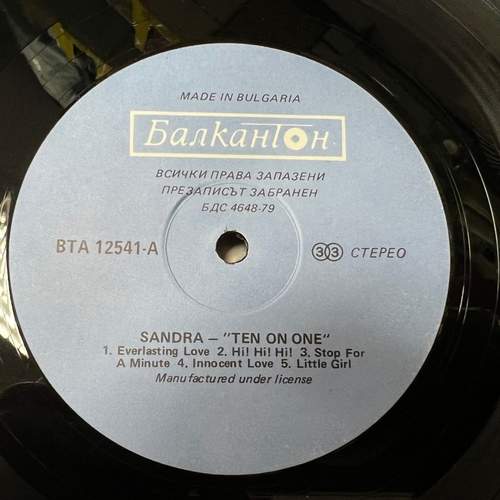 MADE IN BULGARIA
Балкантон
ВСИЧКИ ПРАВА ЗАПАЗЕНИ
ПРЕЗАПИСЪТ ЗАБРАНЕН
БДС 4648-79
ВТА 12541-А
33 СТЕРЕО
SANDRA – "TEN ON ONE"
1. Everlasting Love 2. Hi! Hi! Hi! 3. Stop For
A Minute 4. Innocent Love 5. Little Girl
Manufactured under license